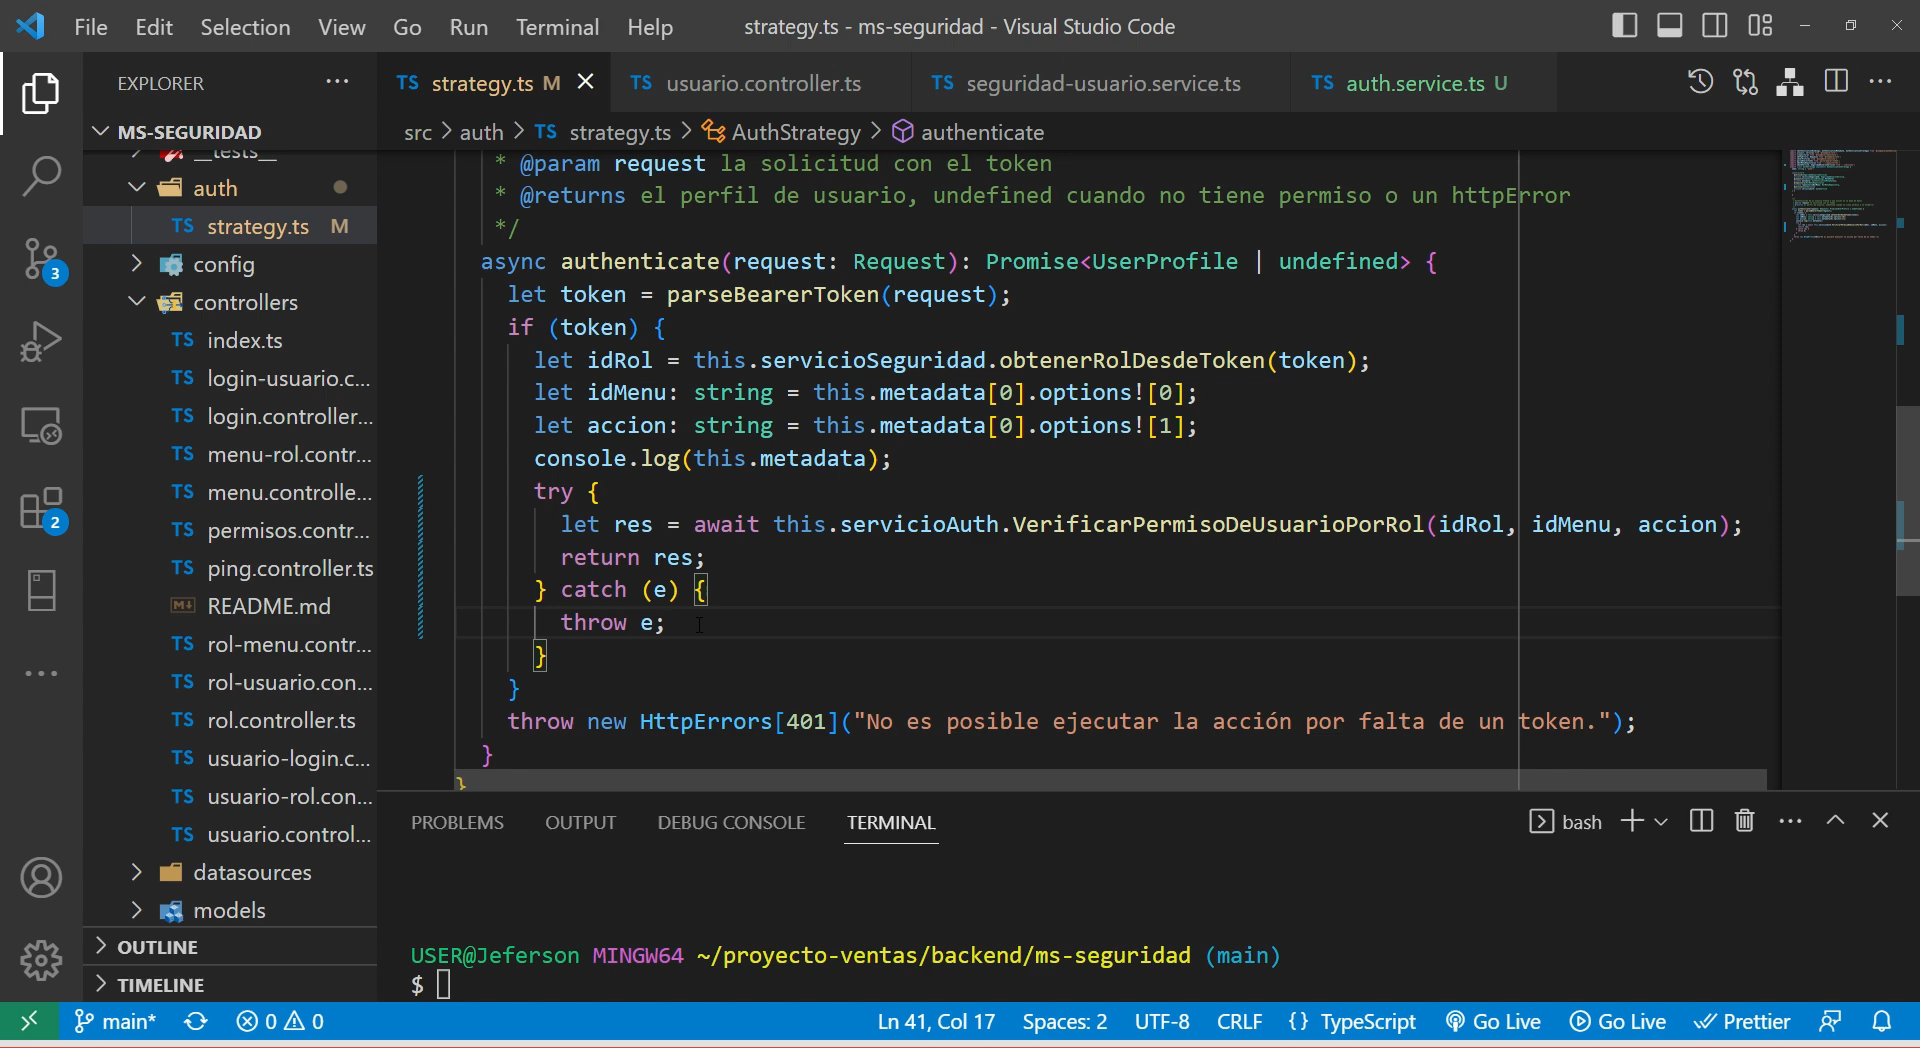 File Edit Selection View Go Run Terminal Help strategy.ts - ms-seguridad - Visual Studio Code
EXPLORER
TS strategy.ts M TS usuario.controller.ts TS seguridad-usuario.service.ts TS auth.service.ts U
MS-SEGURIDAD
src > auth > TS strategy.ts > AuthStrategy > authenticate
__tests__
auth
TS strategy.ts M
config
controllers
TS index.ts
TS login-usuario.c...
TS login.controller...
TS menu-rol.contr...
TS menu.controlle...
TS permisos.contr...
TS ping.controller.ts
README.md
TS rol-menu.contr...
TS rol-usuario.con...
TS rol.controller.ts
TS usuario-login.c...
TS usuario-rol.con...
TS usuario.control...
datasources
models
OUTLINE
TIMELINE
3
2
* @param request la solicitud con el token
* @returns el perfil de usuario, undefined cuando no tiene permiso o un httpError
*/
async authenticate(request: Request): Promise<UserProfile | undefined> {
let token = parseBearerToken(request);
if (token) {
let idRol = this.servicioSeguridad.obtenerRolDesdeToken(token);
let idMenu: string = this.metadata[0].options![0];
let accion: string = this.metadata[0].options![1];
console.log(this.metadata);
try {
let res = await this.servicioAuth.VerificarPermisoDeUsuarioPorRol(idRol, idMenu, accion);
return res;
} catch (e) {
throw e;
}
}
throw new HttpErrors[401]("No es posible ejecutar la acción por falta de un token.");
}
}
PROBLEMS OUTPUT DEBUG CONSOLE TERMINAL bash
USER@Jeferson MINGW64 ~/proyecto-ventas/backend/ms-seguridad (main)
$
main* 0 0 Ln 41, Col 17 Spaces: 2 UTF-8 CRLF {} TypeScript Go Live Go Live Prettier